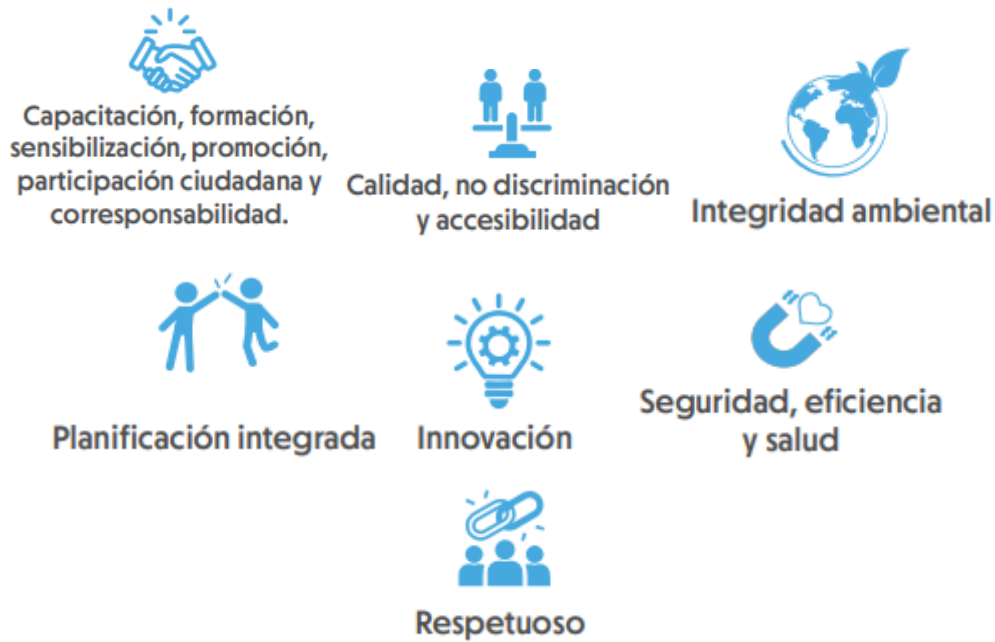 Capacitación, formación,
sensibilización, promoción,
participación ciudadana y
corresponsabilidad.
Calidad, no discriminación
y accesibilidad
Integridad ambiental
Planificación integrada
Innovación
Seguridad, eficiencia
y salud
Respetuoso